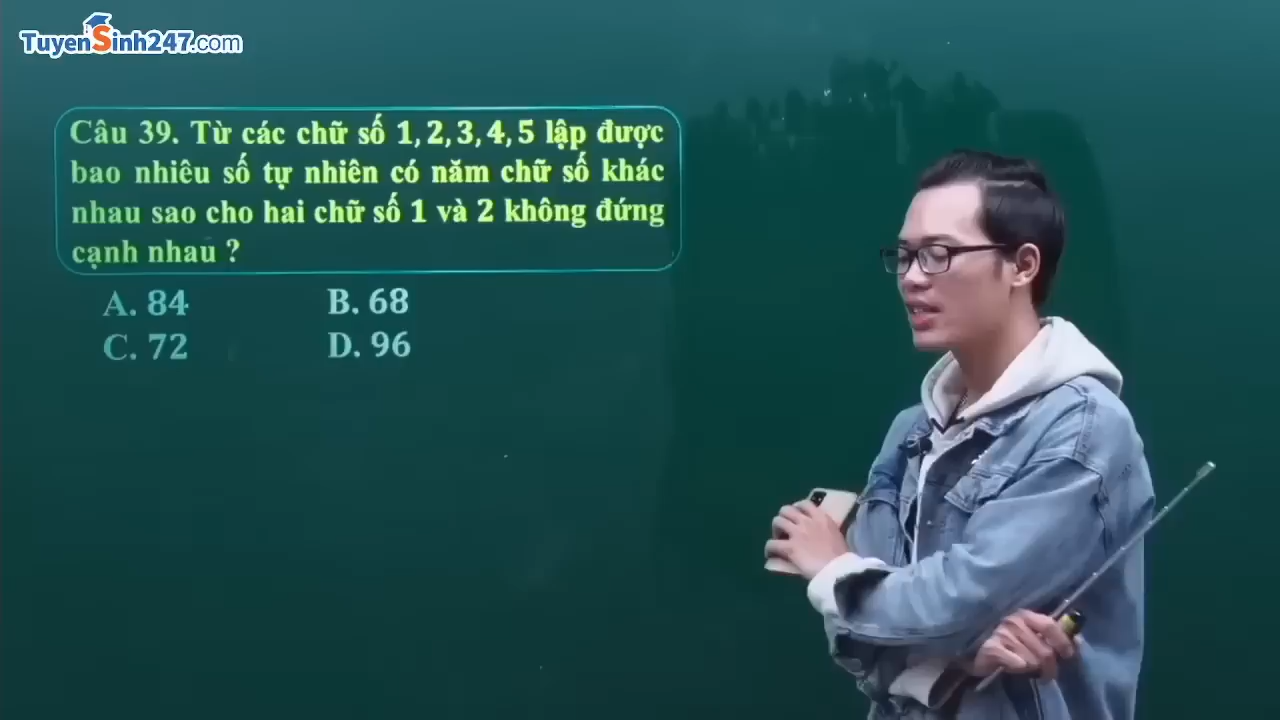 TuyenSinh247.com
Câu 39. Từ các chữ số 1, 2, 3, 4, 5 lập được
bao nhiêu số tự nhiên có năm chữ số khác
nhau sao cho hai chữ số 1 và 2 không đứng
cạnh nhau ?
A. 84 B. 68
C. 72 D. 96